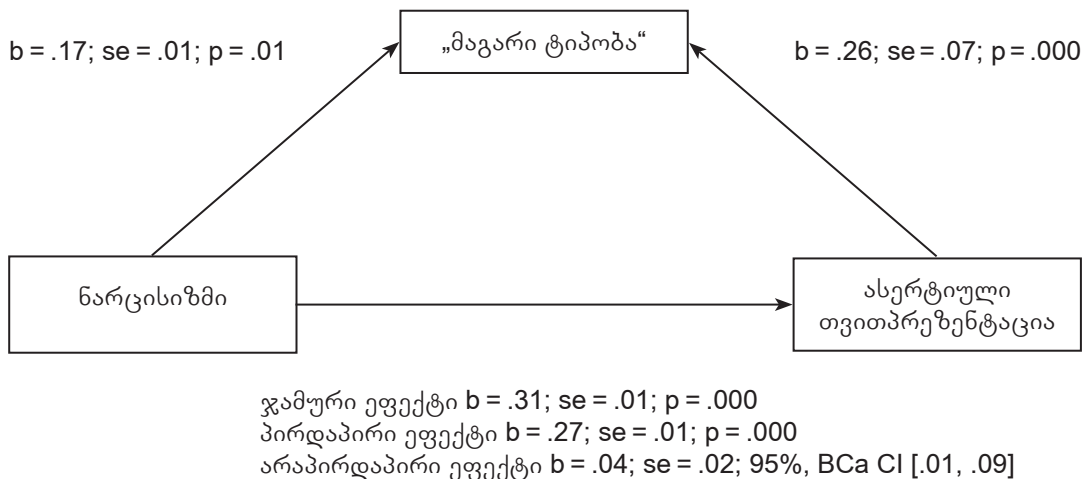 b = .17; se = .01; p = .01
„მაგარი ტიპობა“
b = .26; se = .07; p = .000
ნარცისიზმი
ასერტიული
თვითპრეზენტაცია
ჯამური ეფექტი b = .31; se = .01; p = .000
პირდაპირი ეფექტი b = .27; se = .01; p = .000
არაპირდაპირი ეფექტი b = .04; se = .02; 95%, BCa CI [.01, .09]